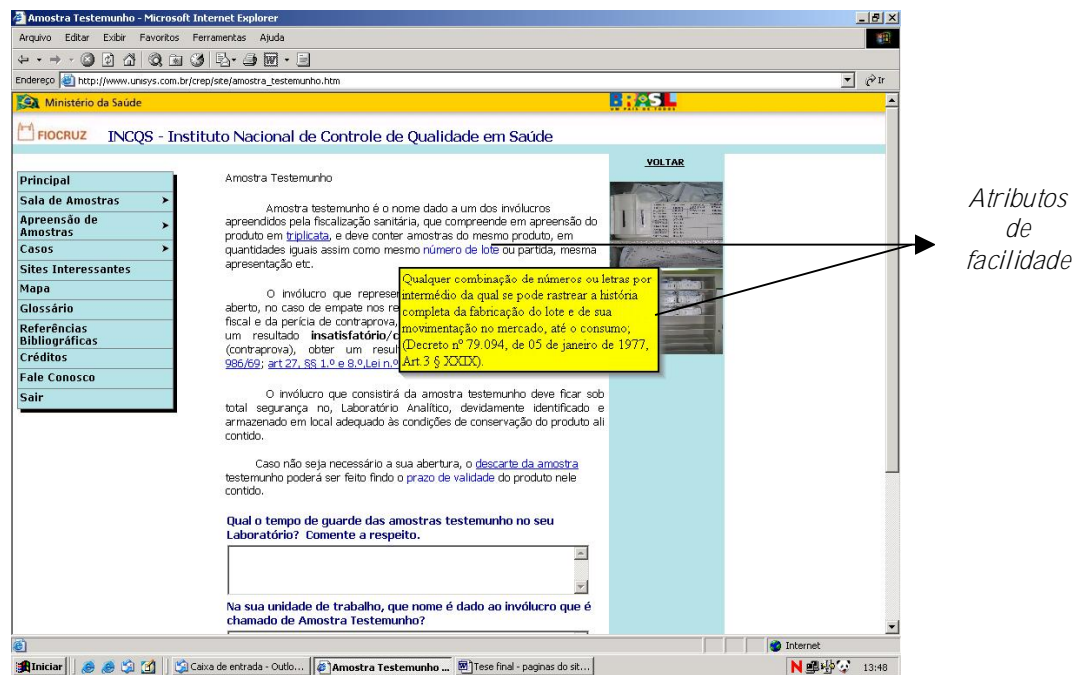 Amostra Testemunho - Microsoft Internet Explorer
Arquivo Editar Exibir Favoritos Ferramentas Ajuda
Endereço http://www.unisys.com.br/crep/site/amostra_testemunho.htm Ir
Ministério da Saúde
BRASIL
UM PAÍS DE TODOS
FIOCRUZ INCQS - Instituto Nacional de Controle de Qualidade em Saúde
VOLTAR
Principal
Sala de Amostras
Apreensão de
Amostras
Casos
Sites Interessantes
Mapa
Glossário
Referências
Bibliográficas
Créditos
Fale Conosco
Sair
Amostra Testemunho
Amostra testemunho é o nome dado a um dos invólucros
apreendidos pela fiscalização sanitária, que compreende em apreensão do
produto em triplicata, e deve conter amostras do mesmo produto, em
quantidades iguais assim como mesmo número de lote ou partida, mesma
apresentação etc.
O invólucro que represen
aberto, no caso de empate nos re
fiscal e da perícia de contraprova,
um resultado insatisfatório/c
(contraprova), obter um resul
986/69; art 27, §§ 1.º e 8.º,Lei n.º
Qualquer combinação de números ou letras por
intermédio da qual se pode rastrear a história
completa da fabricação do lote e de sua
movimentação no mercado, até o consumo;
(Decreto nº 79.094, de 05 de janeiro de 1977,
Art.3 § XXIX).
O invólucro que consistirá da amostra testemunho deve ficar sob
total segurança no, Laboratório Analítico, devidamente identificado e
armazenado em local adequado às condições de conservação do produto ali
contido.
Caso não seja necessário a sua abertura, o descarte da amostra
testemunho poderá ser feito findo o prazo de validade do produto nele
contido.
Qual o tempo de guarde das amostras testemunho no seu
Laboratório? Comente a respeito.
Na sua unidade de trabalho, que nome é dado ao invólucro que é
chamado de Amostra Testemunho?
Atributos
de
facilidade
Internet
Iniciar Caixa de entrada - Outlo... Amostra Testemunho ... Tese final - paginas do sit... 13:48